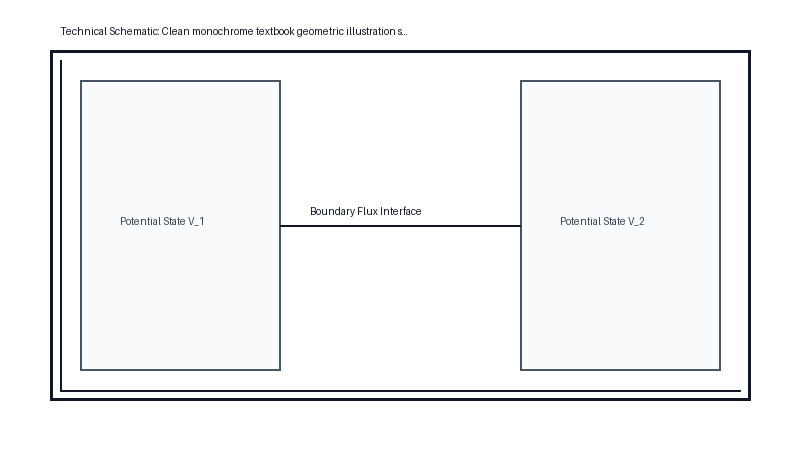 Technical Schematic: Clean monochrome textbook geometric illustration s...
Boundary Flux Interface
Potential State V_1
Potential State V_2